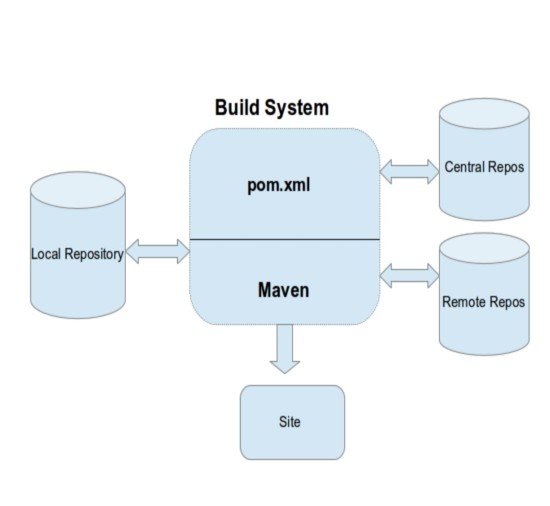 Build System
pom.xml
Central Repos
Local Repository
Maven
Remote Repos
Site